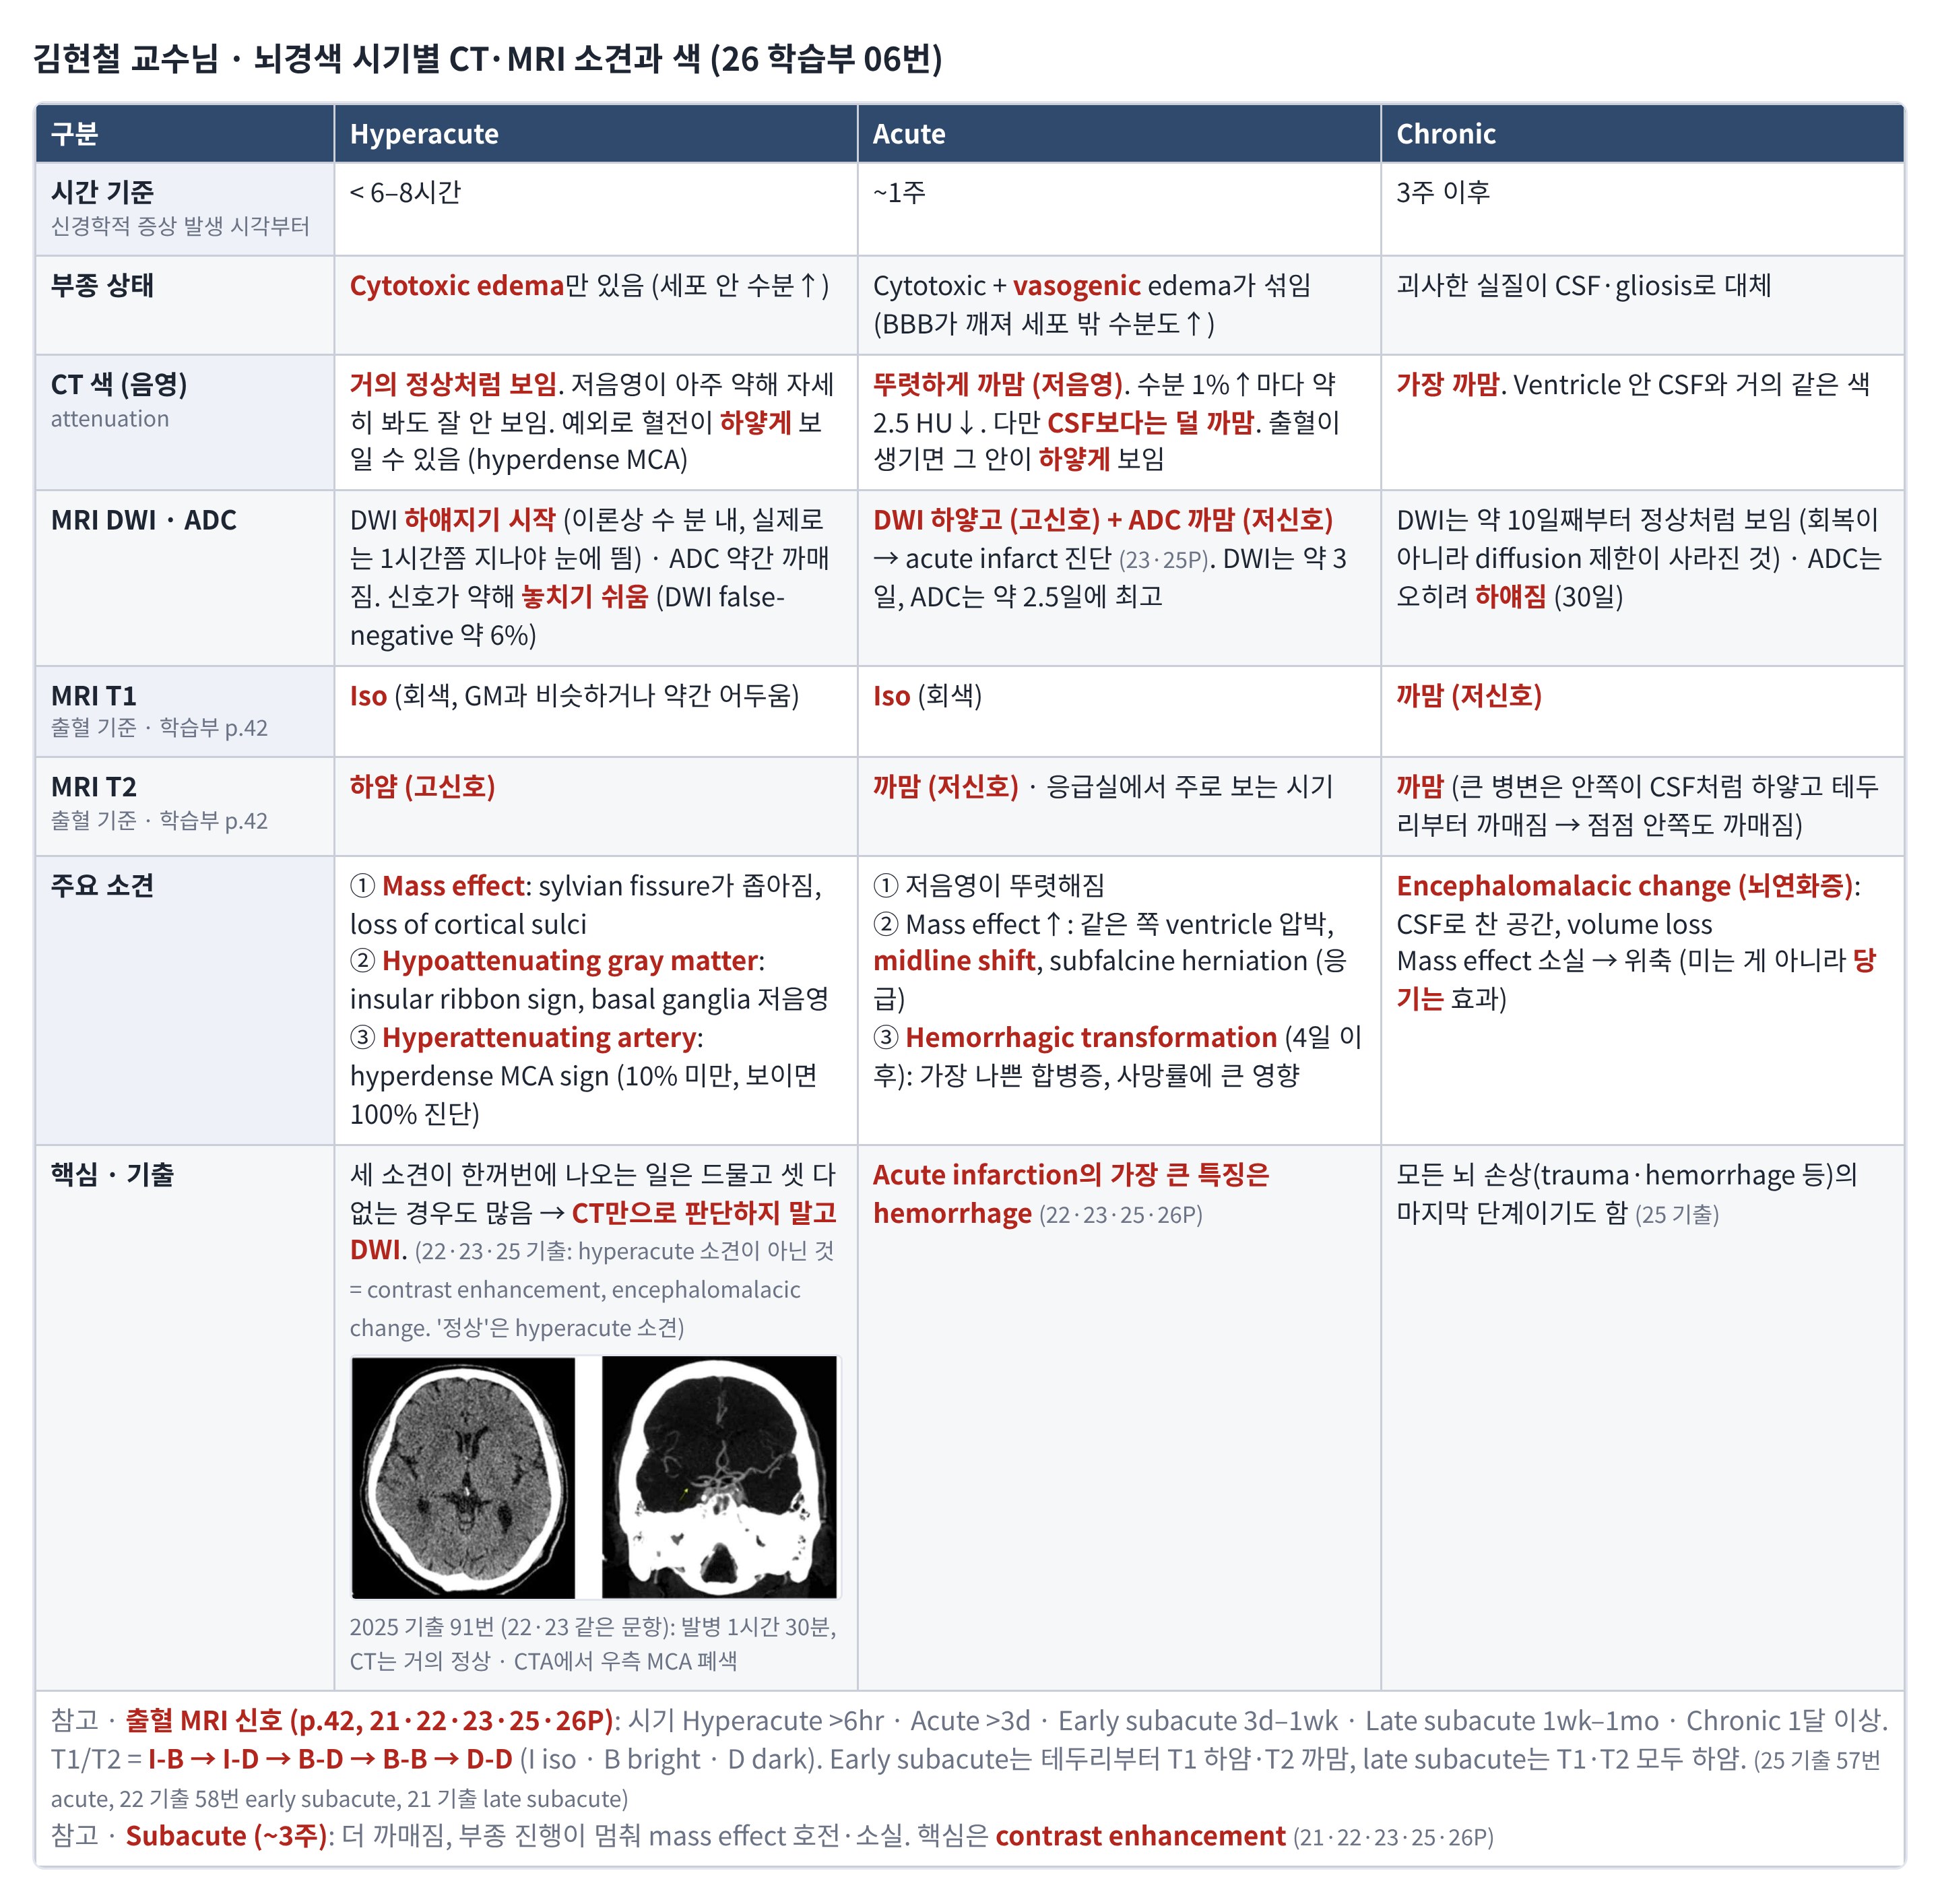 김현철 교수님 · 뇌경색 시기별 CT·MRI 소견과 색 (26 학습부 06번)
구분
Hyperacute
Acute
Chronic
시간 기준
신경학적 증상 발생 시각부터
< 6–8시간
~1주
3주 이후
부종 상태
Cytotoxic edema만 있음 (세포 안 수분↑)
Cytotoxic + vasogenic edema가 섞임
(BBB가 깨져 세포 밖 수분도↑)
괴사한 실질이 CSF·gliosis로 대체
CT 색 (음영)
attenuation
거의 정상처럼 보임. 저음영이 아주 약해 자세
히 봐도 잘 안 보임. 예외로 혈전이 하얗게 보
일 수 있음 (hyperdense MCA)
뚜렷하게 까맘 (저음영). 수분 1%↑마다 약
2.5 HU↓. 다만 CSF보다는 덜 까맘. 출혈이
생기면 그 안이 하얗게 보임
가장 까맘. Ventricle 안 CSF와 거의 같은 색
MRI DWI · ADC
DWI 하얘지기 시작 (이론상 수 분 내, 실제로
는 1시간쯤 지나야 눈에 띔) · ADC 약간 까매
짐. 신호가 약해 놓치기 쉬움 (DWI false-
negative 약 6%)
DWI 하얗고 (고신호) + ADC 까맘 (저신호)
→ acute infarct 진단 (23·25P). DWI는 약 3
일, ADC는 약 2.5일에 최고
DWI는 약 10일째부터 정상처럼 보임 (회복이
아니라 diffusion 제한이 사라진 것) · ADC는
오히려 하얘짐 (30일)
MRI T1
출혈 기준 · 학습부 p.42
Iso (회색, GM과 비슷하거나 약간 어두움)
Iso (회색)
까맘 (저신호)
MRI T2
출혈 기준 · 학습부 p.42
하얌 (고신호)
까맘 (저신호) · 응급실에서 주로 보는 시기
까맘 (큰 병변은 안쪽이 CSF처럼 하얗고 테두
리부터 까매짐 → 점점 안쪽도 까매짐)
주요 소견
① Mass effect: sylvian fissure가 좁아짐,
loss of cortical sulci
② Hypoattenuating gray matter:
insular ribbon sign, basal ganglia 저음영
③ Hyperattenuating artery:
hyperdense MCA sign (10% 미만, 보이면
100% 진단)
① 저음영이 뚜렷해짐
② Mass effect↑: 같은 쪽 ventricle 압박,
midline shift, subfalcine herniation (응
급)
③ Hemorrhagic transformation (4일 이
후): 가장 나쁜 합병증, 사망률에 큰 영향
Encephalomalacic change (뇌연화증):
CSF로 찬 공간, volume loss
Mass effect 소실 → 위축 (미는 게 아니라 당
기는 효과)
핵심 · 기출
세 소견이 한꺼번에 나오는 일은 드물고 셋 다
없는 경우도 많음 → CT만으로 판단하지 말고
DWI. (22·23·25 기출: hyperacute 소견이 아닌 것
= contrast enhancement, encephalomalacic
change. '정상'은 hyperacute 소견)
2025 기출 91번 (22·23 같은 문항): 발병 1시간 30분,
CT는 거의 정상 · CTA에서 우측 MCA 폐색
Acute infarction의 가장 큰 특징은
hemorrhage (22·23·25·26P)
모든 뇌 손상(trauma·hemorrhage 등)의
마지막 단계이기도 함 (25 기출)
참고 · 출혈 MRI 신호 (p.42, 21·22·23·25·26P): 시기 Hyperacute >6hr · Acute >3d · Early subacute 3d–1wk · Late subacute 1wk–1mo · Chronic 1달 이상.
T1/T2 = I-B → I-D → B-D → B-B → D-D (I iso · B bright · D dark). Early subacute는 테두리부터 T1 하얌·T2 까맘, late subacute는 T1·T2 모두 하얌. (25 기출 57번
acute, 22 기출 58번 early subacute, 21 기출 late subacute)
참고 · Subacute (~3주): 더 까매짐, 부종 진행이 멈춰 mass effect 호전·소실. 핵심은 contrast enhancement (21·22·23·25·26P)